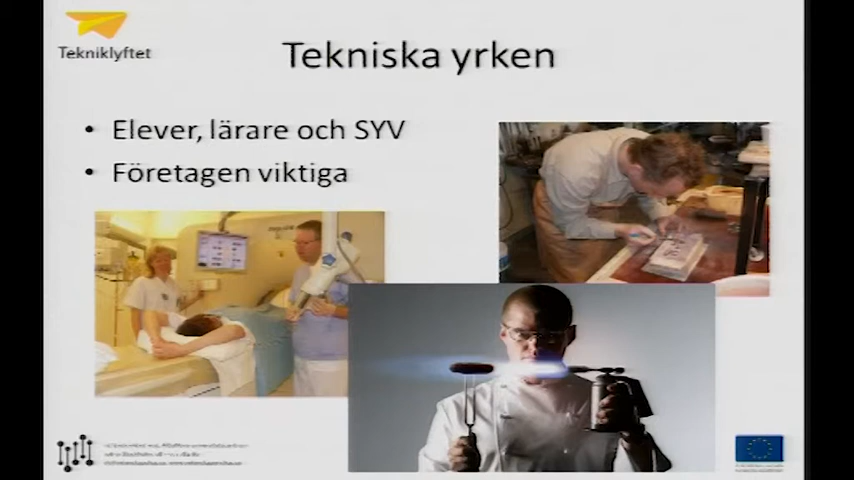 Tekniklyftet
Tekniska yrken
• Elever, lärare och SYV
• Företagen viktiga